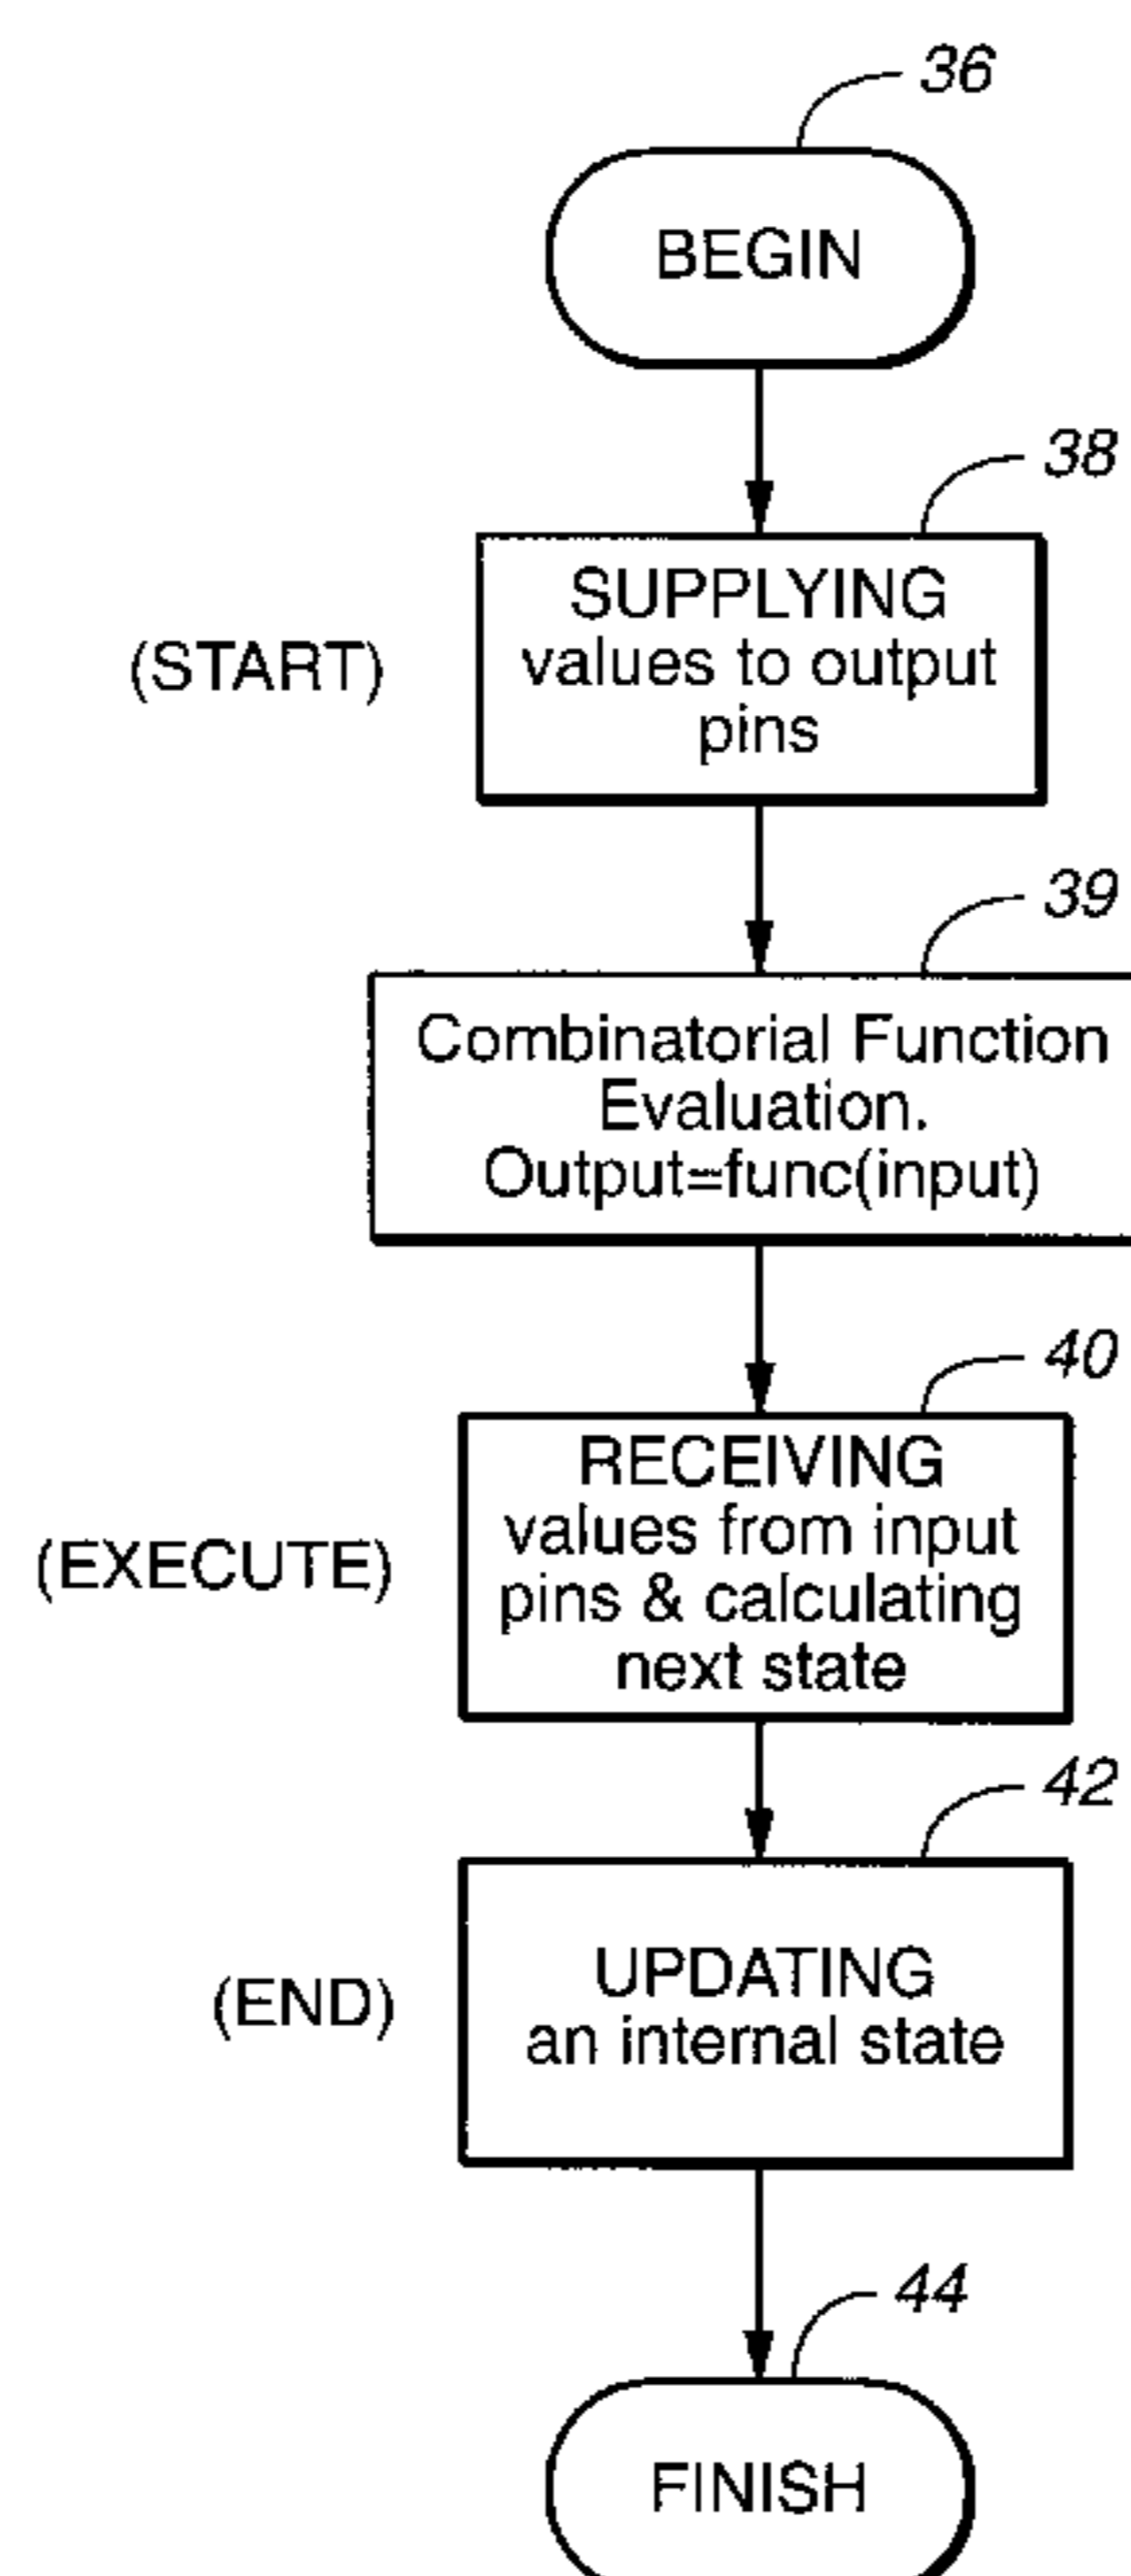 36
BEGIN
38
(START)
SUPPLYING
values to output
pins
39
Combinatorial Function
Evaluation.
Output=func(input)
40
(EXECUTE)
RECEIVING
values from input
pins & calculating
next state
42
(END)
UPDATING
an internal state
44
FINISH